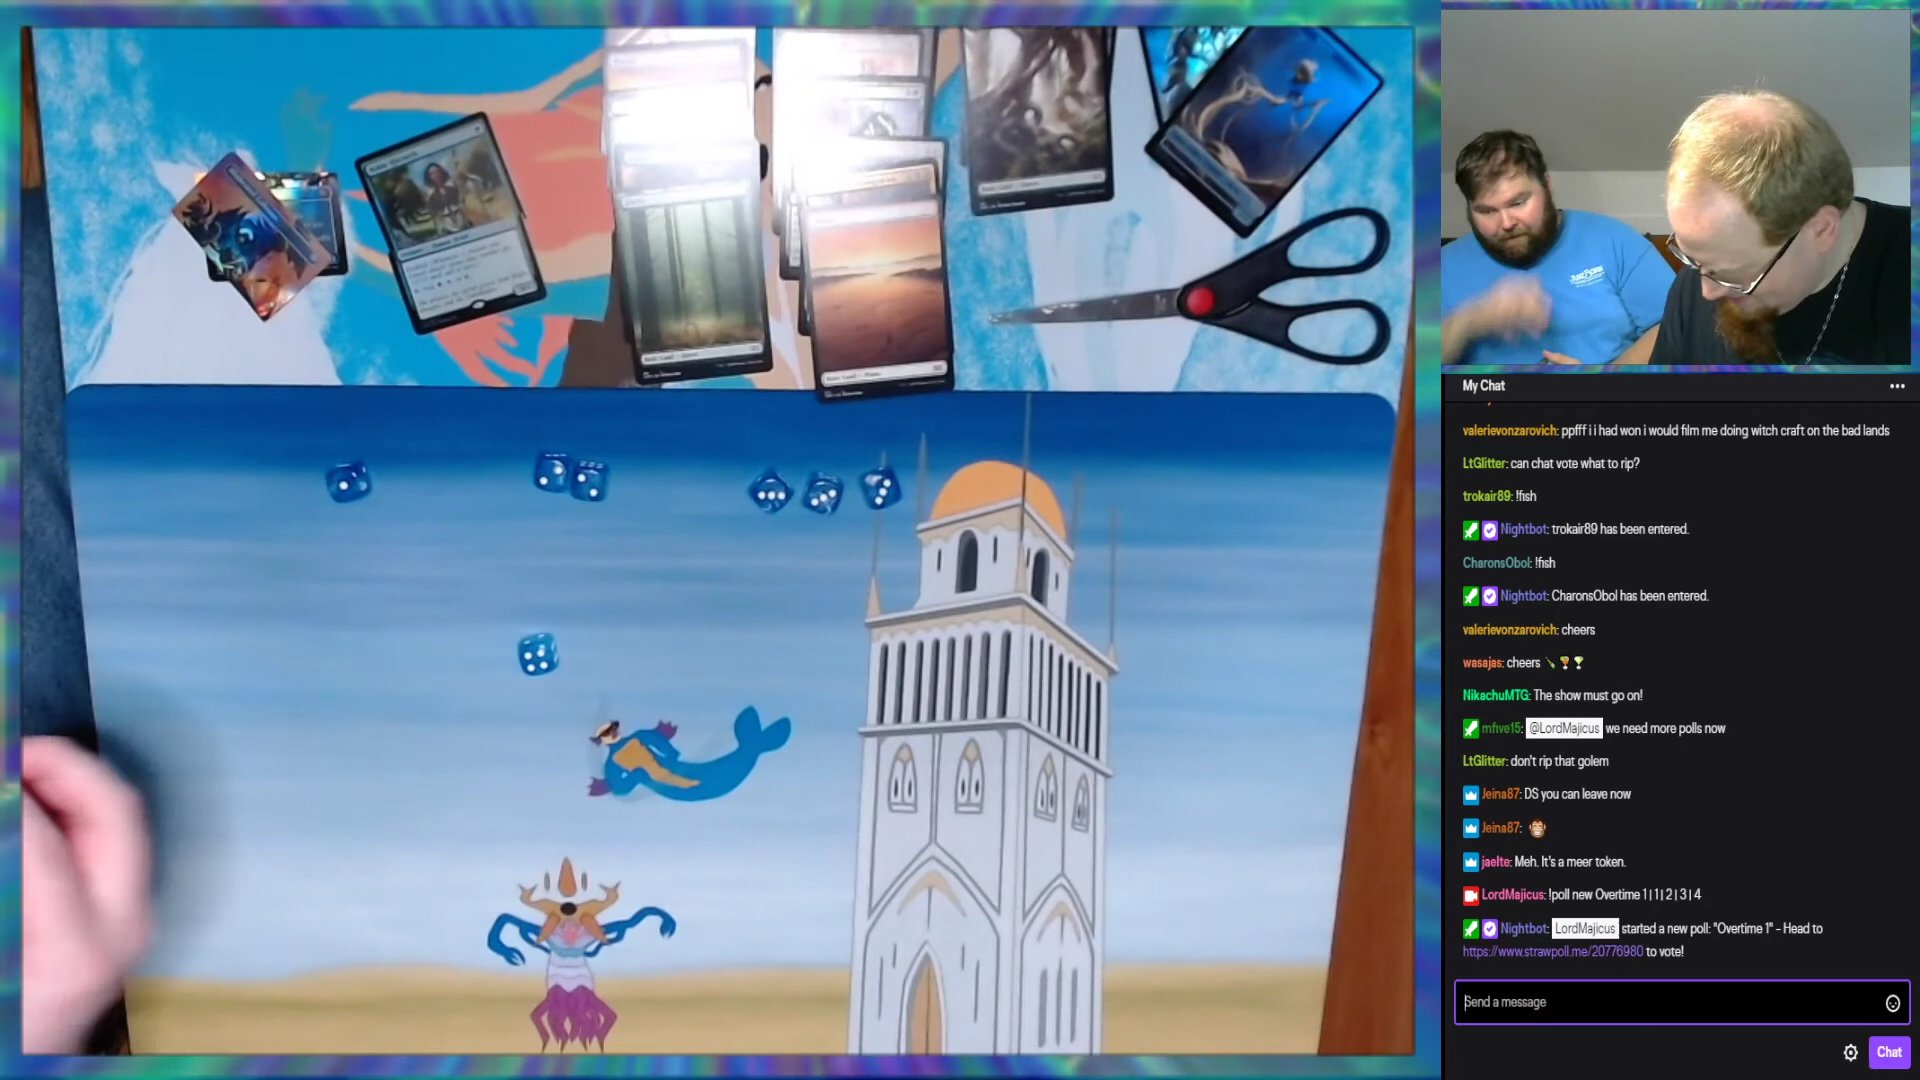 My Chat
valerievonzarovich: ppfff i i had won i would film me doing witch craft on the bad lands
LtGlitter: can chat vote what to rip?
trokair89: !fish
Nightbot: trokair89 has been entered.
CharonsObol: !fish
Nightbot: CharonsObol has been entered.
valerievonzarovich: cheers
wasajas: cheers
NikachuMTG: The show must go on!
mfive15: @LordMajicus we need more polls now
LtGlitter: don't rip that golem
Jeina87: DS you can leave now
Jeina87:
jaelte: Meh. It's a meer token.
LordMajicus: !poll new Overtime 1|1| 2 | 3 | 4
Nightbot: LordMajicus started a new poll: "Overtime 1" - Head to
https://www.strawpoll.me/20776980 to vote!
Send a message
Chat